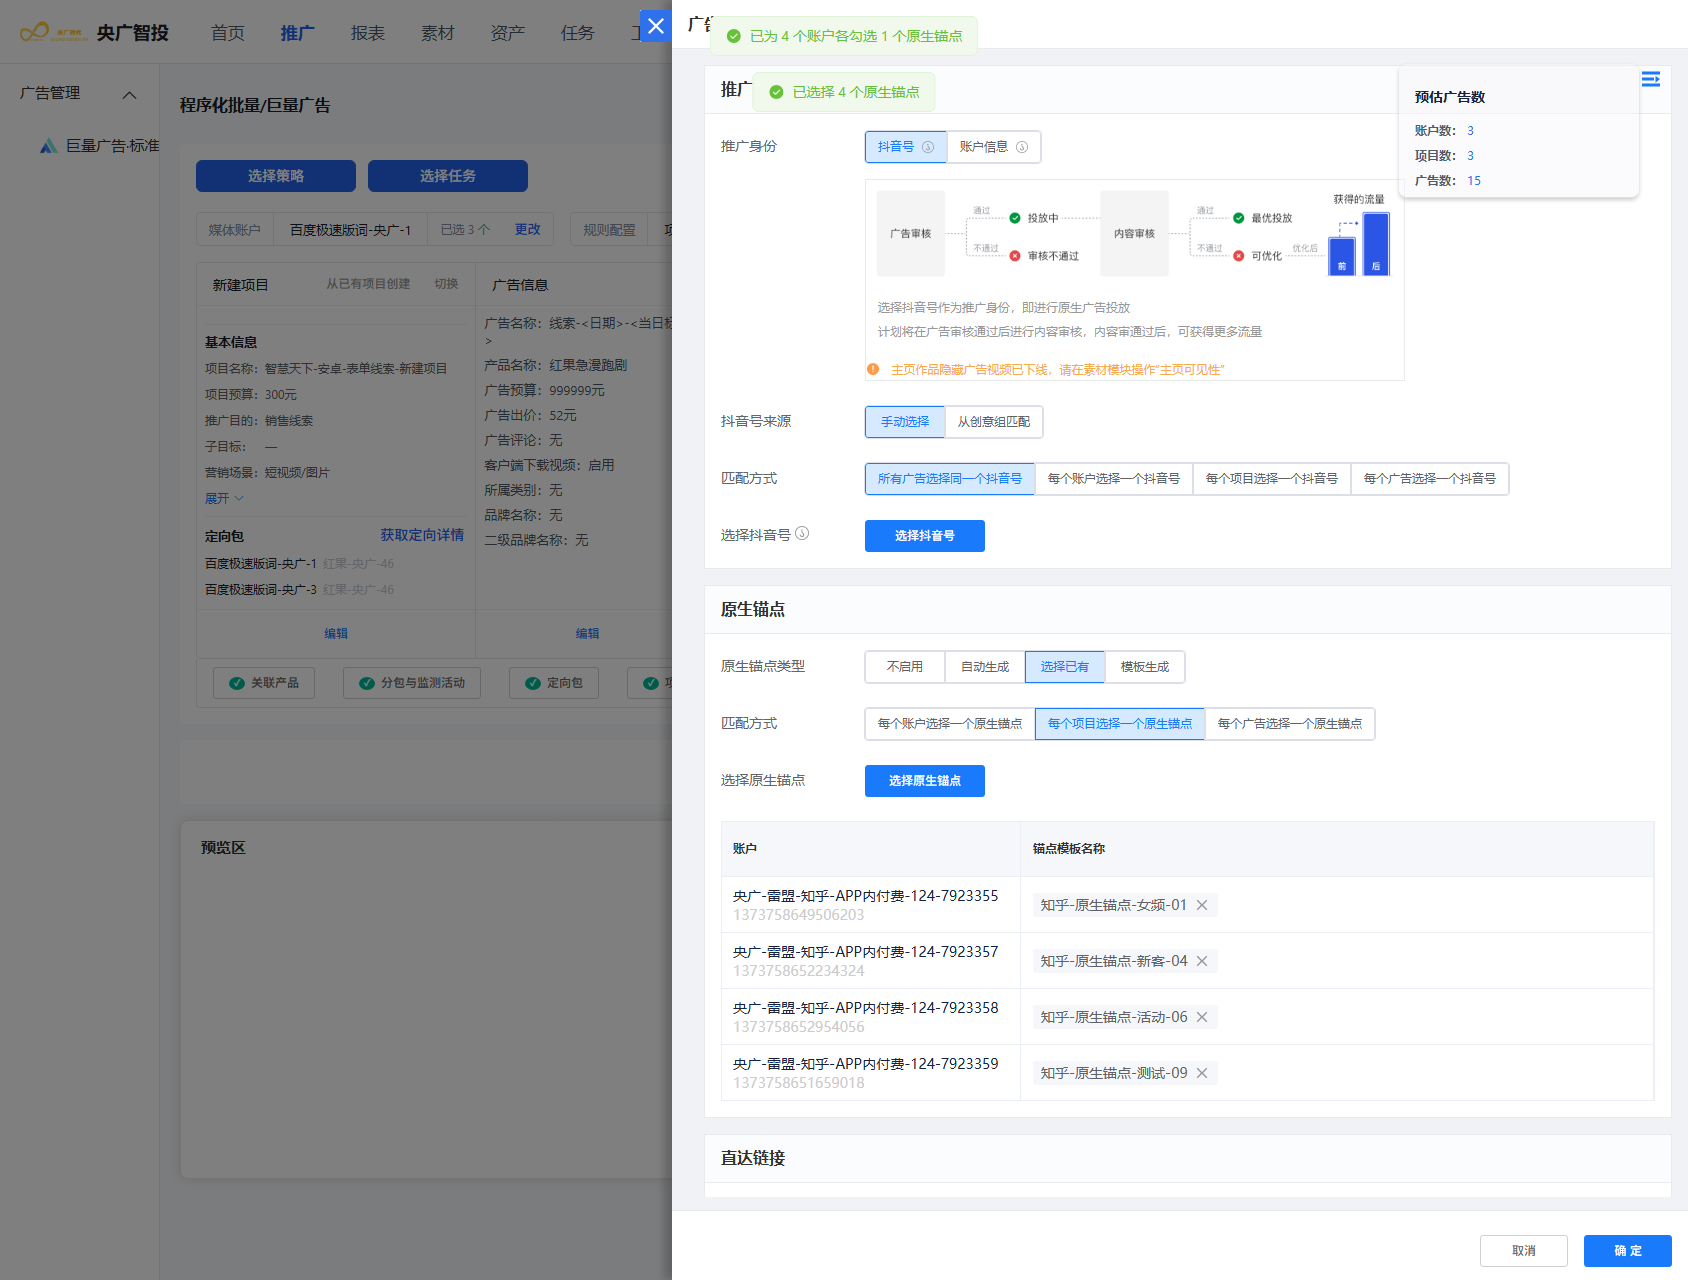 央广智投
首页
推广
报表
素材
资产
任务
广告管理
巨量广告·标准
程序化批量/巨量广告
选择策略
选择任务
媒体账户
百度极速版词-央广-1
已选 3 个
更改
规则配置
新建项目
从已有项目创建
切换
广告信息
基本信息
项目名称：智慧天下-安卓-表单线索-新建项目
项目预算：300元
推广目的：销售线索
子目标：—
营销场景：短视频/图片
展开
定向包
获取定向详情
百度极速版词-央广-1 红果-央广-46
百度极速版词-央广-3 红果-央广-46
编辑
广告名称：线索-<日期>-<当日标
>
产品名称：红果急漫跑剧
广告预算：999999元
广告出价：52元
广告评论：无
客户端下载视频：启用
所属类别：无
品牌名称：无
二级品牌名称：无
编辑
关联产品
分包与监测活动
定向包
预览区
已为 4 个账户各勾选 1 个原生锚点
已选择 4 个原生锚点
预估广告数
账户数：3
项目数：3
广告数：15
推广身份
抖音号
账户信息
广告审核
通过
投放中
不通过
审核不通过
内容审核
通过
最优投放
不通过
可优化
优化后
获得的流量
前
后
选择抖音号作为推广身份，即进行原生广告投放
计划将在广告审核通过后进行内容审核，内容审通过后，可获得更多流量
主页作品隐藏广告视频已下线，请在素材模块操作“主页可见性”
抖音号来源
手动选择
从创意组匹配
匹配方式
所有广告选择同一个抖音号
每个账户选择一个抖音号
每个项目选择一个抖音号
每个广告选择一个抖音号
选择抖音号
选择抖音号
原生锚点
原生锚点类型
不启用
自动生成
选择已有
模板生成
匹配方式
每个账户选择一个原生锚点
每个项目选择一个原生锚点
每个广告选择一个原生锚点
选择原生锚点
选择原生锚点
账户
锚点模板名称
央广-雷盟-知乎-APP内付费-124-7923355
1373758649506203
知乎-原生锚点-女频-01
央广-雷盟-知乎-APP内付费-124-7923357
1373758652234324
知乎-原生锚点-新客-04
央广-雷盟-知乎-APP内付费-124-7923358
1373758652954056
知乎-原生锚点-活动-06
央广-雷盟-知乎-APP内付费-124-7923359
1373758651659018
知乎-原生锚点-测试-09
直达链接
取消
确 定